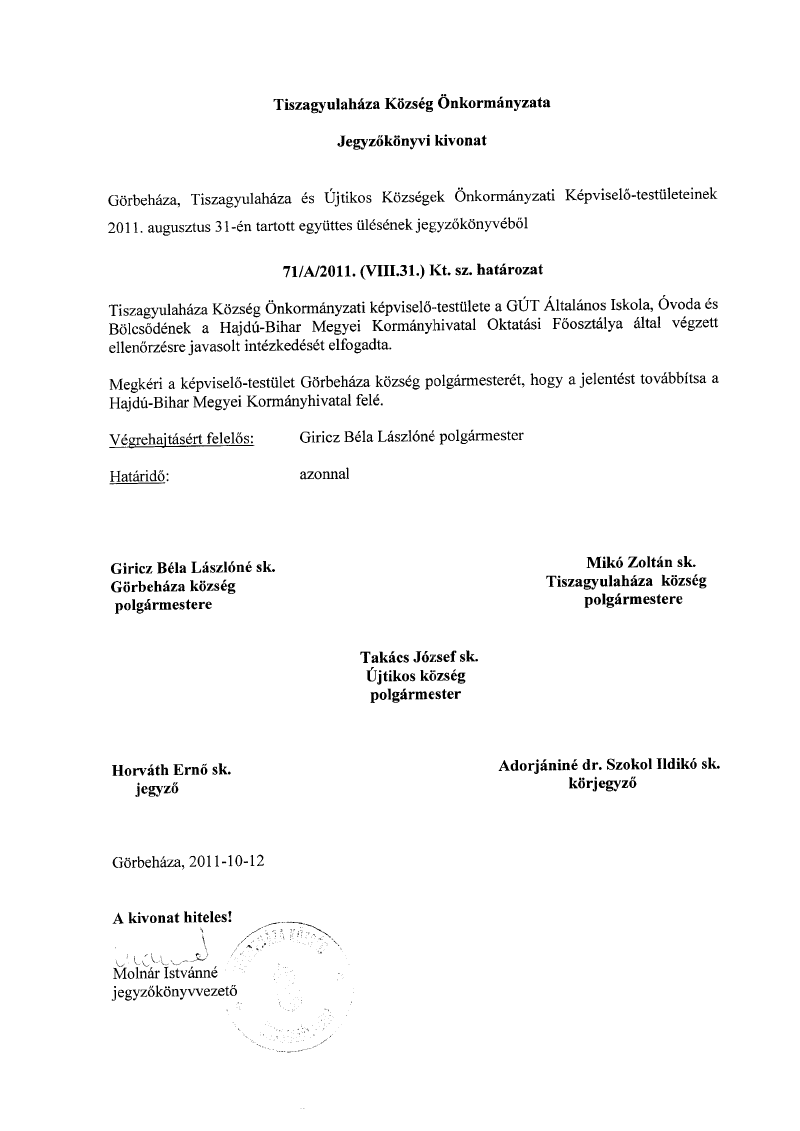 Tiszagyulaháza Község Önkormányzata
Jegyzőkönyvi kivonat
Görbeháza, Tiszagyulaháza és Újtikos Községek Önkormányzati Képviselő-testületeinek
2011. augusztus 31-én tartott együttes ülésének jegyzőkönyvéből
71/A/2011. (VIII.31.) Kt. sz. határozat
Tiszagyulaháza Község Önkormányzati képviselő-testülete a GÚT Általános Iskola, Óvoda és
Bölcsődének a Hajdú-Bihar Megyei Kormányhivatal Oktatási Főosztálya által végzett
ellenőrzésre javasolt intézkedését elfogadta.
Megkéri a képviselő-testület Görbeháza község polgármesterét, hogy a jelentést továbbítsa a
Hajdú-Bihar Megyei Kormányhivatal felé.
Végrehajtásért felelős: Giricz Béla Lászlóné polgármester
Határidő: azonnal
Giricz Béla Lászlóné sk.
Görbeháza község
polgármestere
Mikó Zoltán sk.
Tiszagyulaháza község
polgármestere
Takács József sk.
Újtikos község
polgármester
Horváth Ernő sk.
jegyző
Adorjániné dr. Szokol Ildikó sk.
körjegyző
Görbeháza, 2011-10-12
A kivonat hiteles!
Molnár Istvánné
jegyzőkönyvvezető